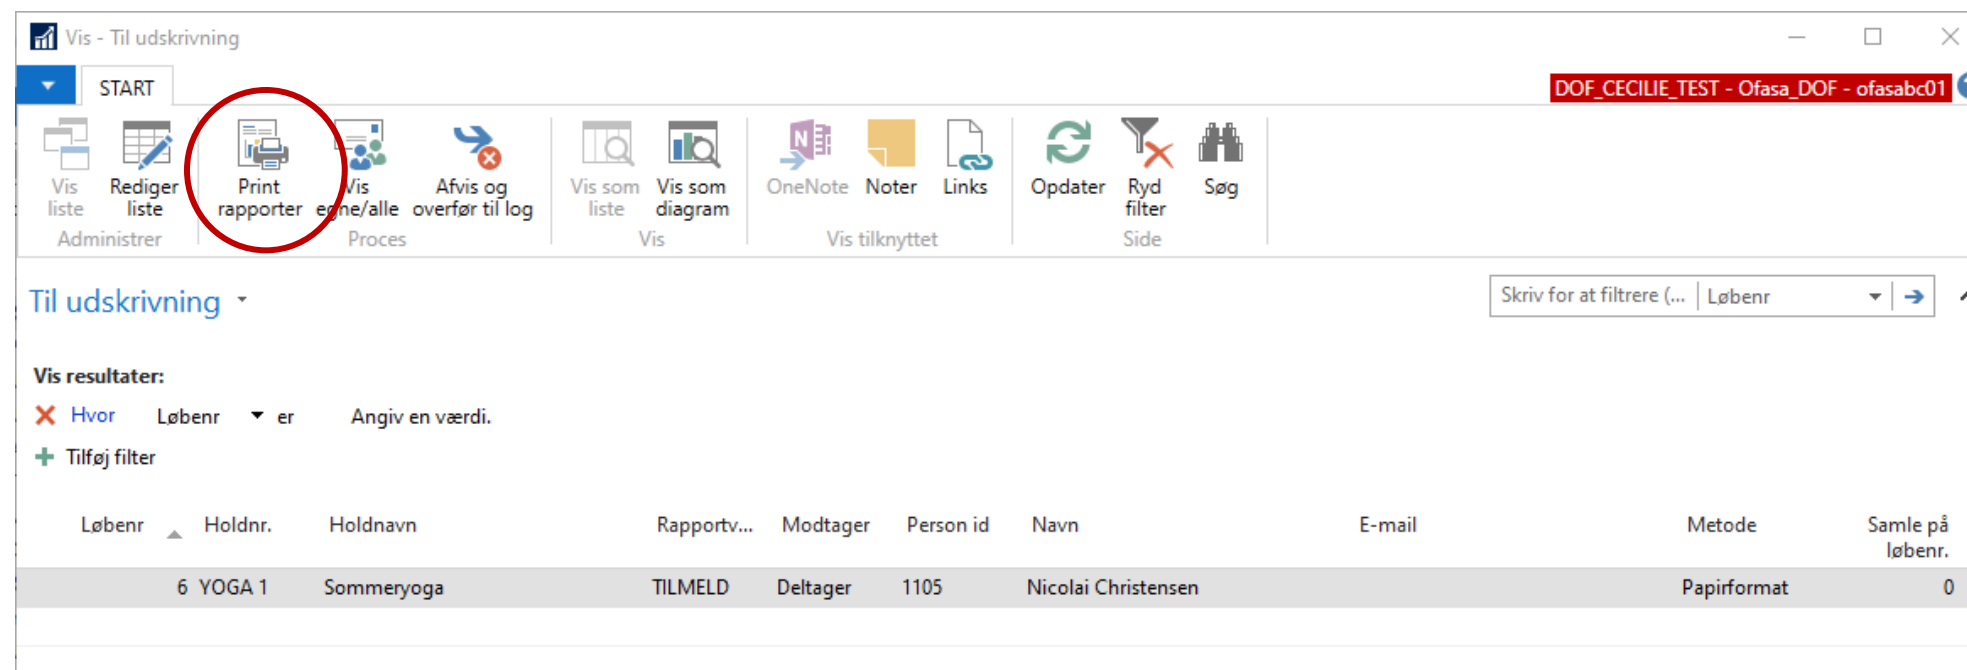 Vis - Til udskrivning
START
DOF_CECILIE_TEST - Ofasa_DOF - ofasabc01
Vis liste
Rediger liste
Print rapporter
Vis egne/alle
Afvis og overfør til log
Vis som liste
Vis som diagram
OneNote
Noter
Links
Opdater
Ryd filter
Søg
Administrer
Proces
Vis
Vis tilknyttet
Side
Til udskrivning
Skriv for at filtrere (... Løbenr
Vis resultater:
Hvor Løbenr er Angiv en værdi.
Tilføj filter
Løbenr Holdnr. Holdnavn Rapportv... Modtager Person id Navn E-mail Metode Samle på løbenr.
6 YOGA 1 Sommeryoga TILMELD Deltager 1105 Nicolai Christensen Papirformat 0